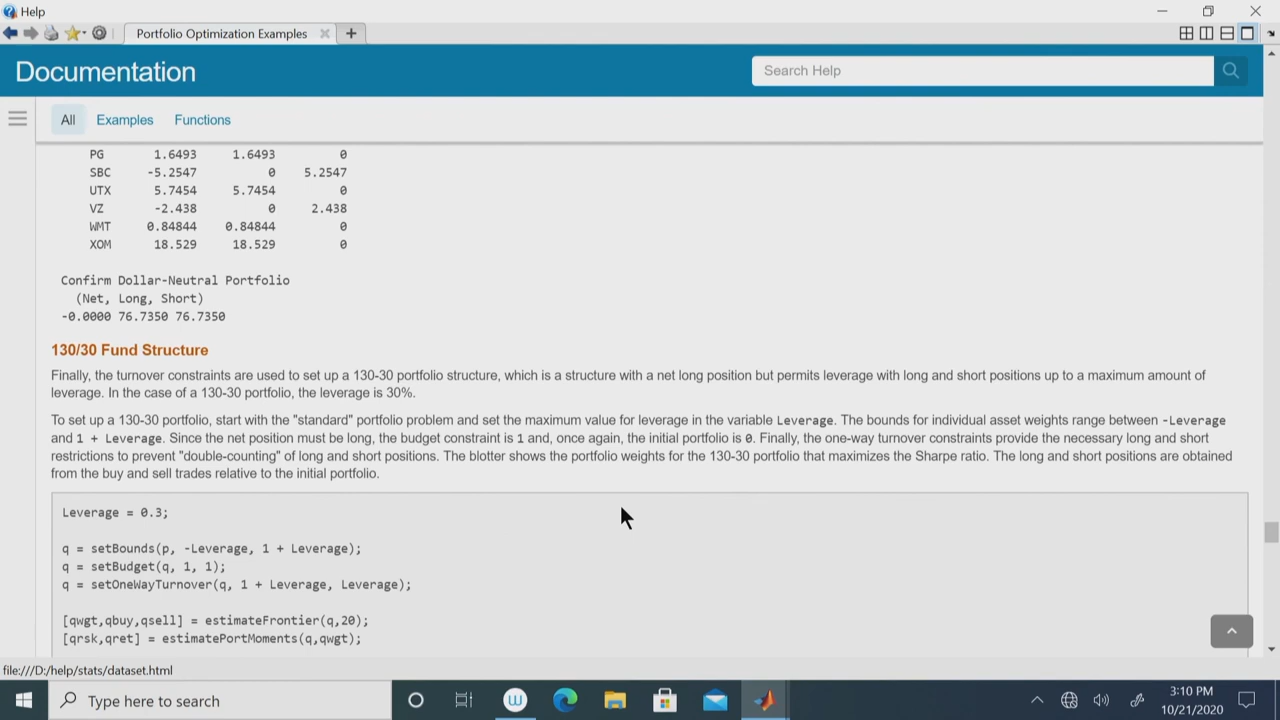 Help
Portfolio Optimization Examples
Documentation
Search Help
All Examples Functions
PG 1.6493 1.6493 0
SBC -5.2547 0 5.2547
UTX 5.7454 5.7454 0
VZ -2.438 0 2.438
WMT 0.84844 0.84844 0
XOM 18.529 18.529 0
Confirm Dollar-Neutral Portfolio
(Net, Long, Short)
-0.0000 76.7350 76.7350
130/30 Fund Structure
Finally, the turnover constraints are used to set up a 130-30 portfolio structure, which is a structure with a net long position but permits leverage with long and short positions up to a maximum amount of
leverage. In the case of a 130-30 portfolio, the leverage is 30%.
To set up a 130-30 portfolio, start with the "standard" portfolio problem and set the maximum value for leverage in the variable Leverage. The bounds for individual asset weights range between -Leverage
and 1 + Leverage. Since the net position must be long, the budget constraint is 1 and, once again, the initial portfolio is 0. Finally, the one-way turnover constraints provide the necessary long and short
restrictions to prevent "double-counting" of long and short positions. The blotter shows the portfolio weights for the 130-30 portfolio that maximizes the Sharpe ratio. The long and short positions are obtained
from the buy and sell trades relative to the initial portfolio.
Leverage = 0.3;
q = setBounds(p, -Leverage, 1 + Leverage);
q = setBudget(q, 1, 1);
q = setOneWayTurnover(q, 1 + Leverage, Leverage);
[qwgt,qbuy,qsell] = estimateFrontier(q,20);
[qrsk,qret] = estimatePortMoments(q,qwgt);
file:///D:/help/stats/dataset.html
Type here to search
3:10 PM
10/21/2020